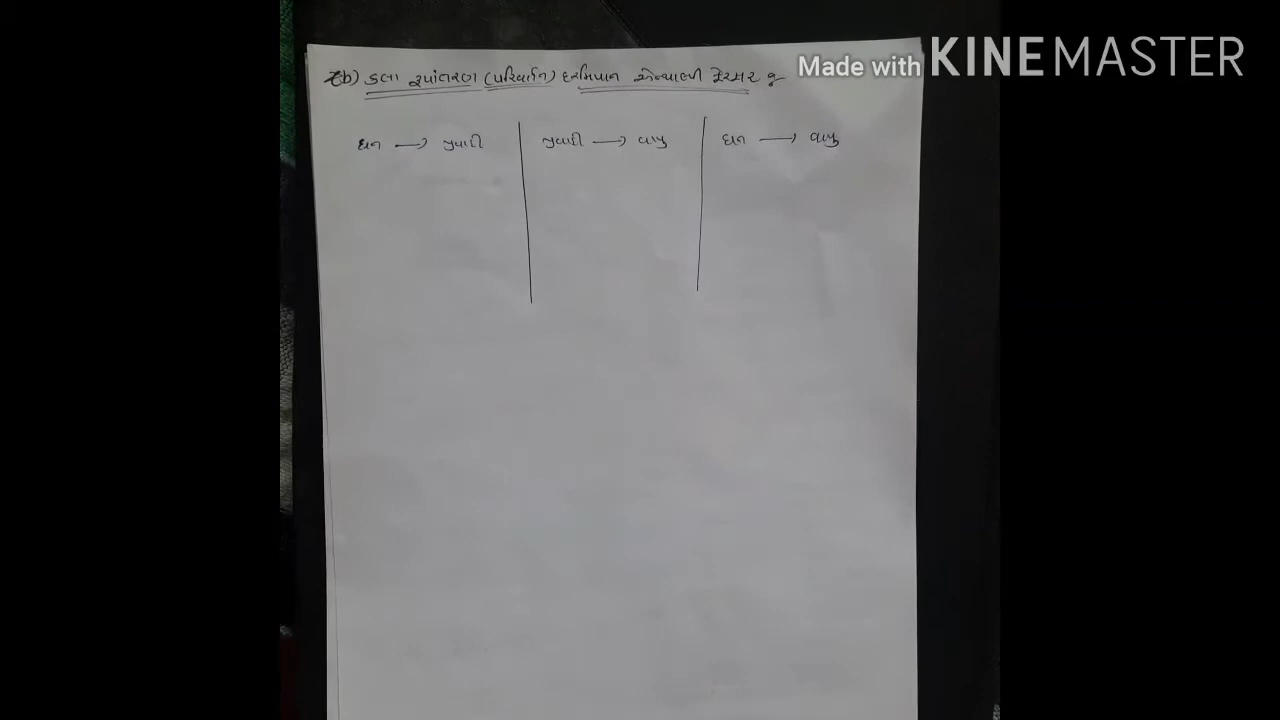 (b) કલા રૂપાંતરણ (પરિવર્તન) દરમિયાન એન્થાલ્પી ફેરફાર
Made with KINEMASTER
ઘન → પ્રવાહી | પ્રવાહી → વાયુ | ઘન → વાયુ